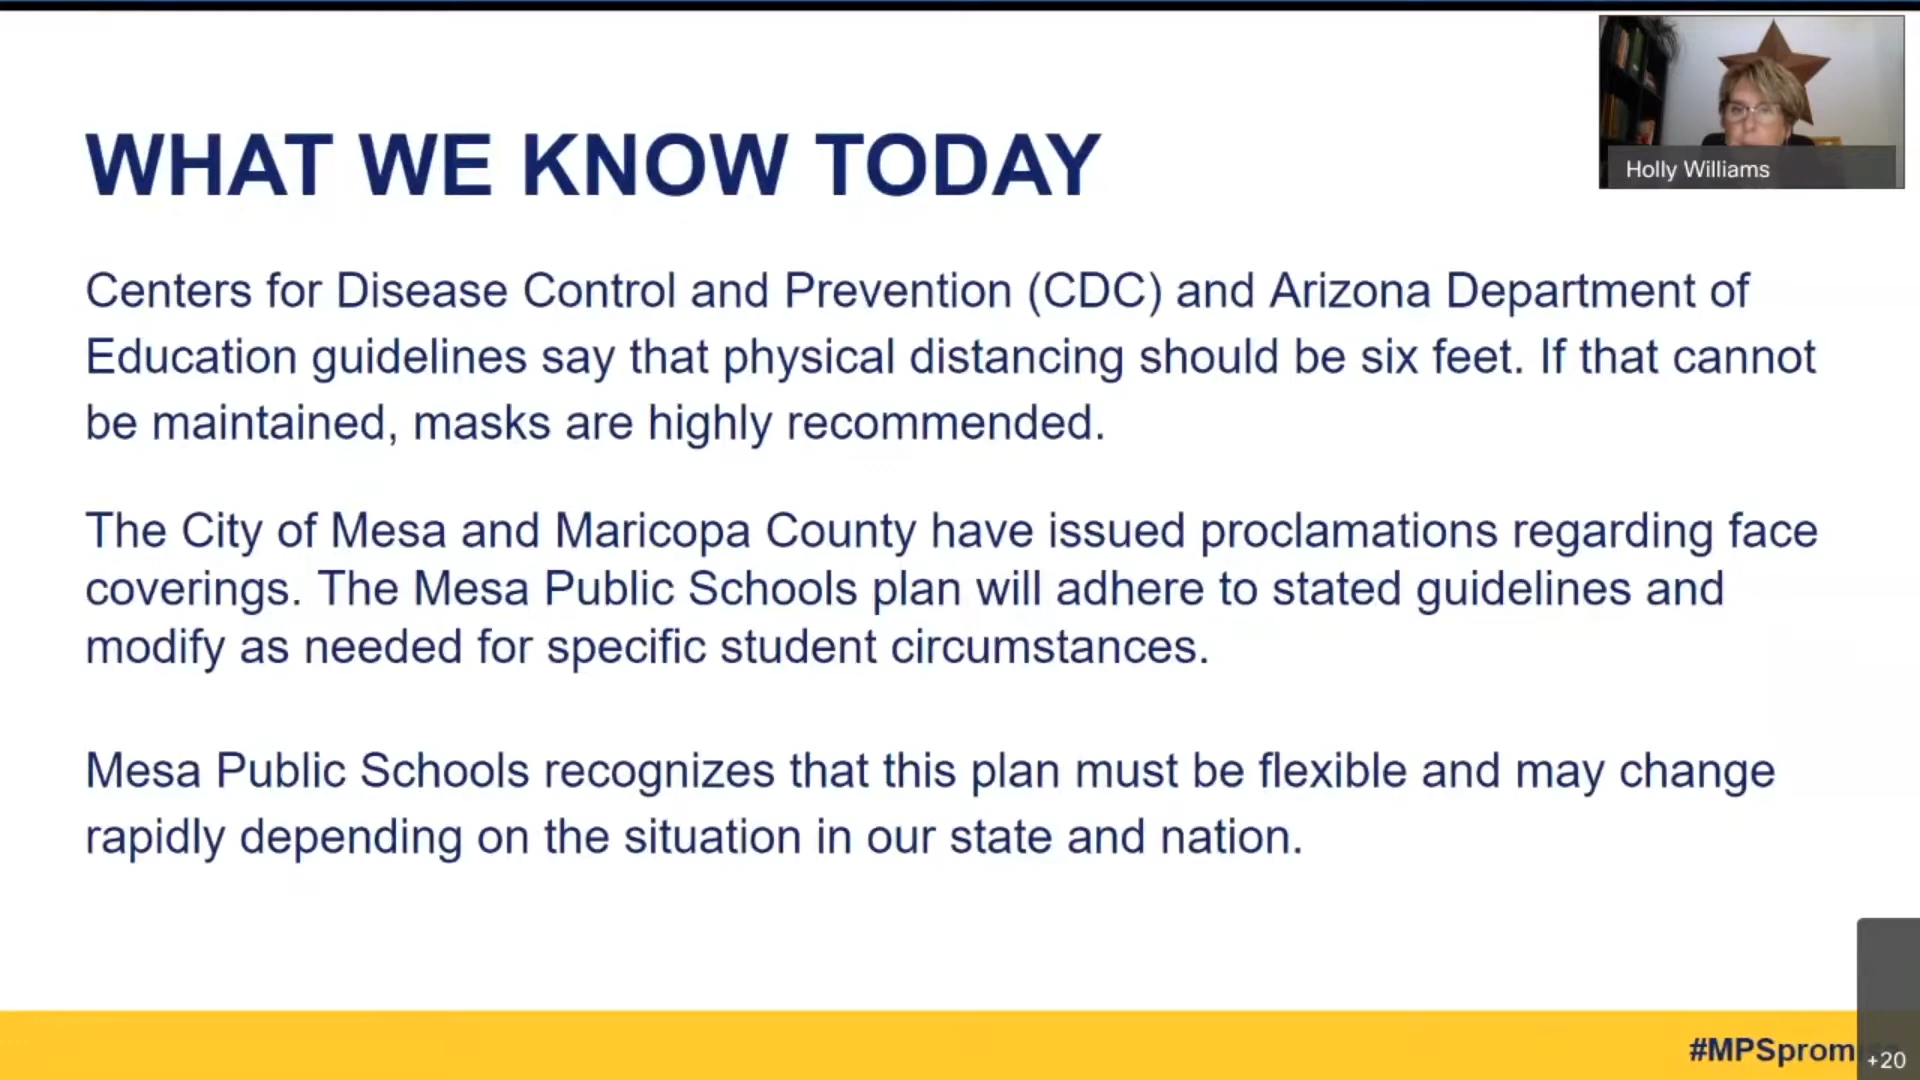 WHAT WE KNOW TODAY
Holly Williams
Centers for Disease Control and Prevention (CDC) and Arizona Department of
Education guidelines say that physical distancing should be six feet. If that cannot
be maintained, masks are highly recommended.
The City of Mesa and Maricopa County have issued proclamations regarding face
coverings. The Mesa Public Schools plan will adhere to stated guidelines and
modify as needed for specific student circumstances.
Mesa Public Schools recognizes that this plan must be flexible and may change
rapidly depending on the situation in our state and nation.
+20